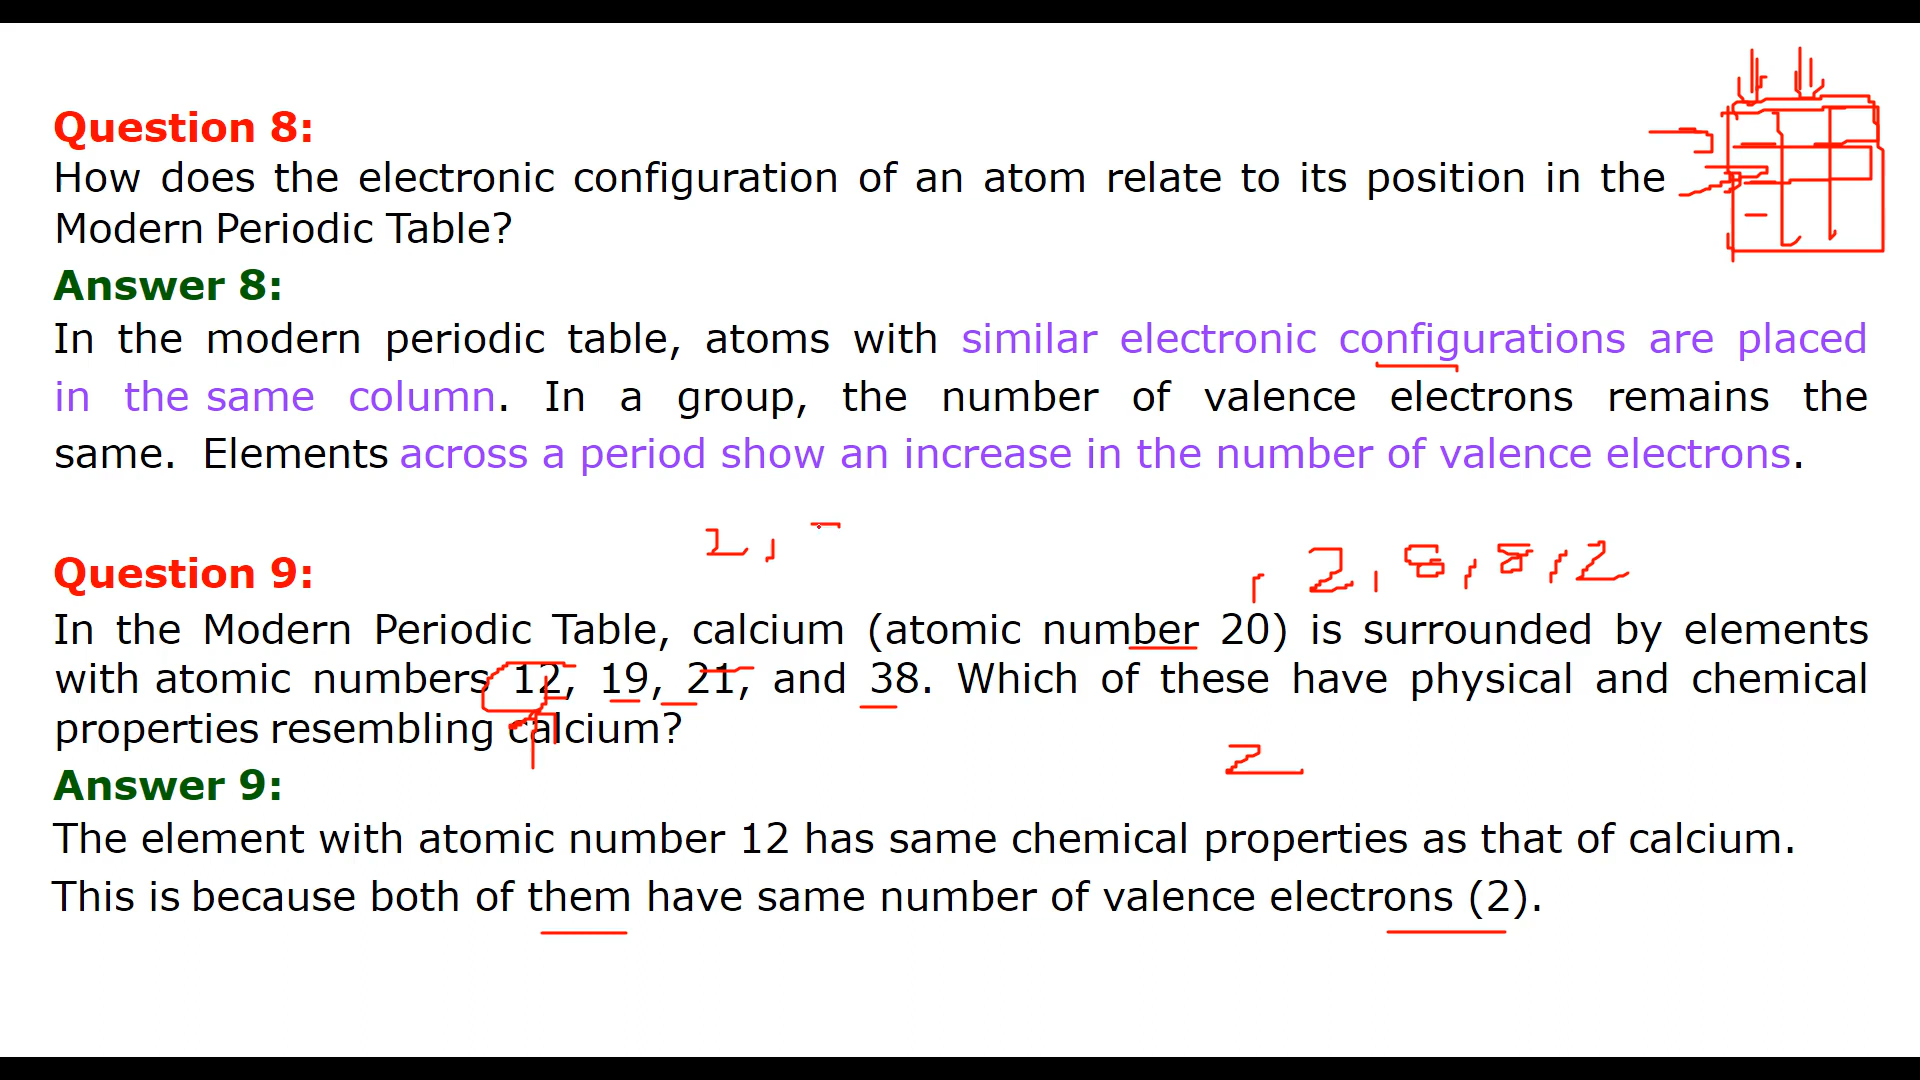 Question 8:
How does the electronic configuration of an atom relate to its position in the
Modern Periodic Table?
Answer 8:
In the modern periodic table, atoms with similar electronic configurations are placed
in the same column. In a group, the number of valence electrons remains the
same. Elements across a period show an increase in the number of valence electrons.
2,
2, 8, 8, 2
Question 9:
In the Modern Periodic Table, calcium (atomic number 20) is surrounded by elements
with atomic numbers 12, 19, 21, and 38. Which of these have physical and chemical
properties resembling calcium?
2
Answer 9:
The element with atomic number 12 has same chemical properties as that of calcium.
This is because both of them have same number of valence electrons (2).